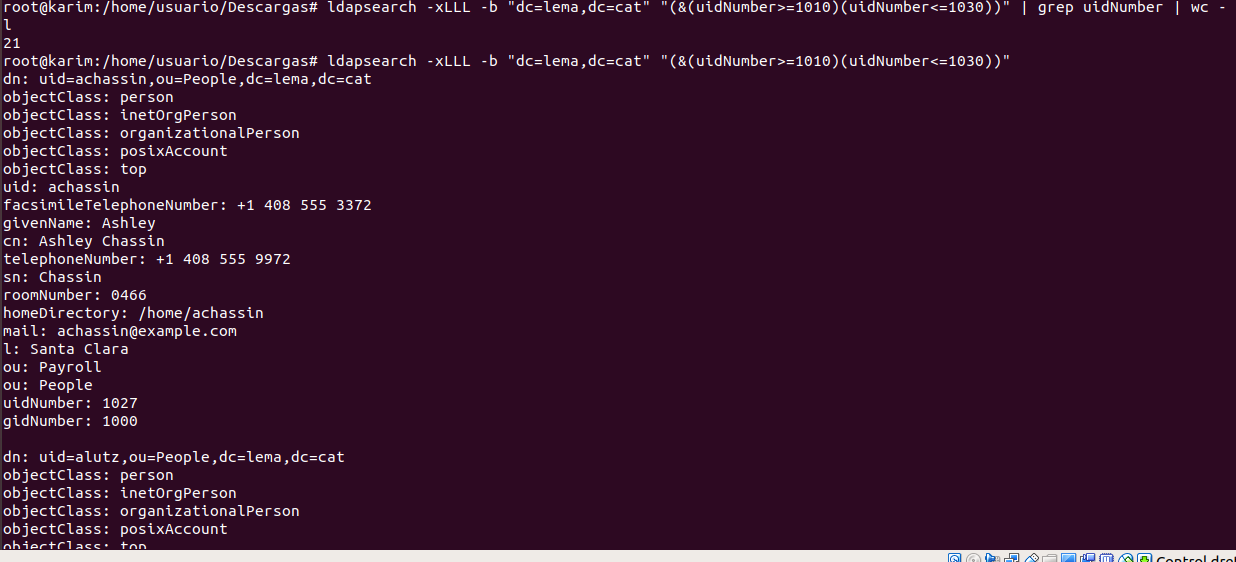 root@karim:/home/usuario/Descargas# ldapsearch -xLLL -b "dc=lema,dc=cat" "(&(uidNumber>=1010)(uidNumber<=1030))" | grep uidNumber | wc -
l
21
root@karim:/home/usuario/Descargas# ldapsearch -xLLL -b "dc=lema,dc=cat" "(&(uidNumber>=1010)(uidNumber<=1030))"
dn: uid=achassin,ou=People,dc=lema,dc=cat
objectClass: person
objectClass: inetOrgPerson
objectClass: organizationalPerson
objectClass: posixAccount
objectClass: top
uid: achassin
facsimileTelephoneNumber: +1 408 555 3372
givenName: Ashley
cn: Ashley Chassin
telephoneNumber: +1 408 555 9972
sn: Chassin
roomNumber: 0466
homeDirectory: /home/achassin
mail: achassin@example.com
l: Santa Clara
ou: Payroll
ou: People
uidNumber: 1027
gidNumber: 1000
dn: uid=alutz,ou=People,dc=lema,dc=cat
objectClass: person
objectClass: inetOrgPerson
objectClass: organizationalPerson
objectClass: posixAccount
objectClass: top
Control dret